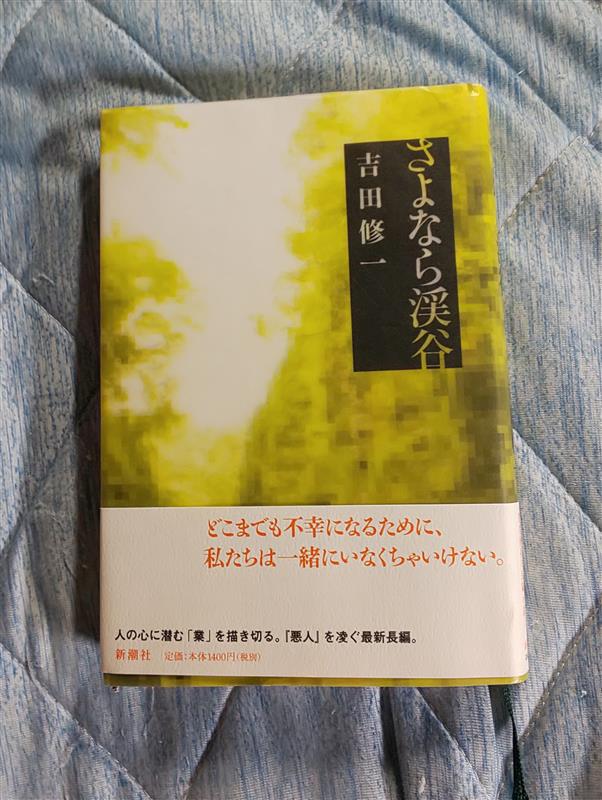 さよなら渓谷
吉田修一
どこまでも不幸になるために、
私たちは一緒にいなくちゃいけない。
人の心に潜む「業」を描き切る。『悪人』を凌ぐ最新長編。
新潮社 定価:本体1400円(税別)